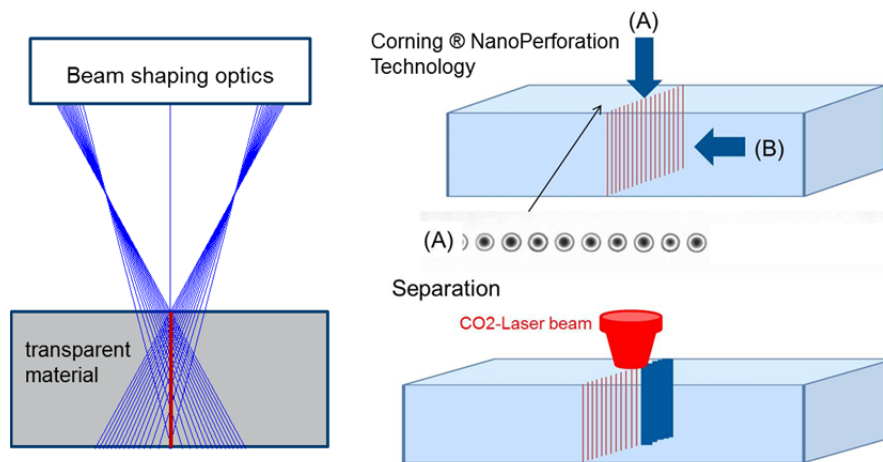 Beam shaping optics
transparent
material
(A)
Corning ® NanoPerforation
Technology
(B)
(A)
Separation
CO2-Laser beam